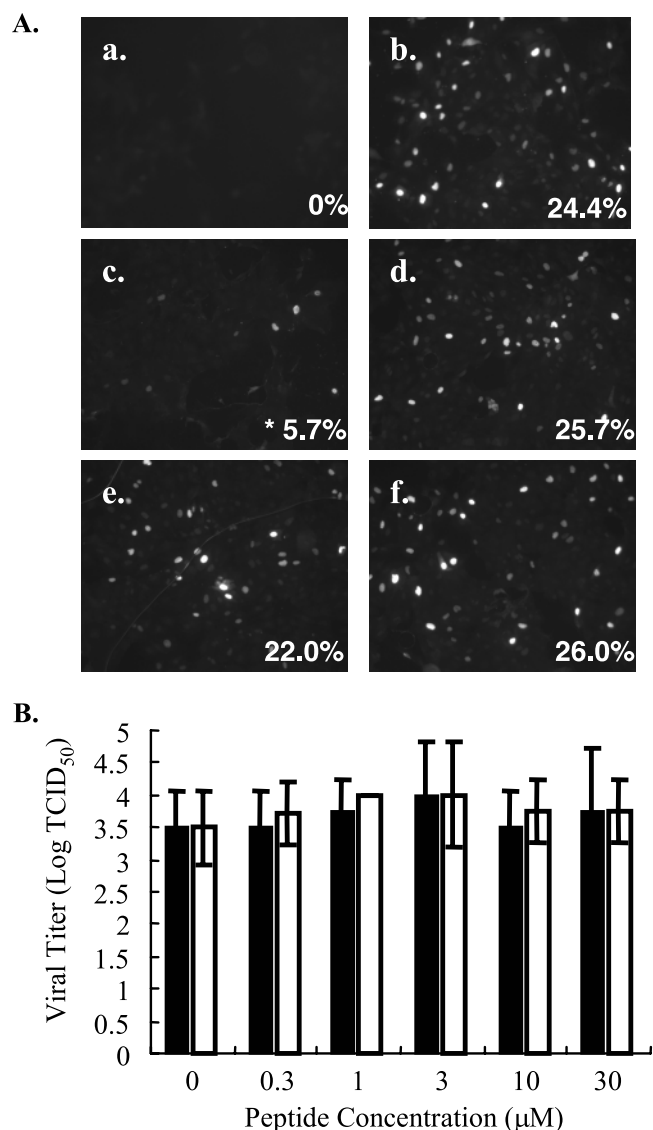 A.
a.
0%
b.
24.4%
c.
* 5.7%
d.
25.7%
e.
22.0%
f.
26.0%
B.
Viral Titer (Log TCID50)
5
4.5
4
3.5
3
2.5
2
1.5
1
0.5
0
0 0.3 1 3 10 30
Peptide Concentration (μM)